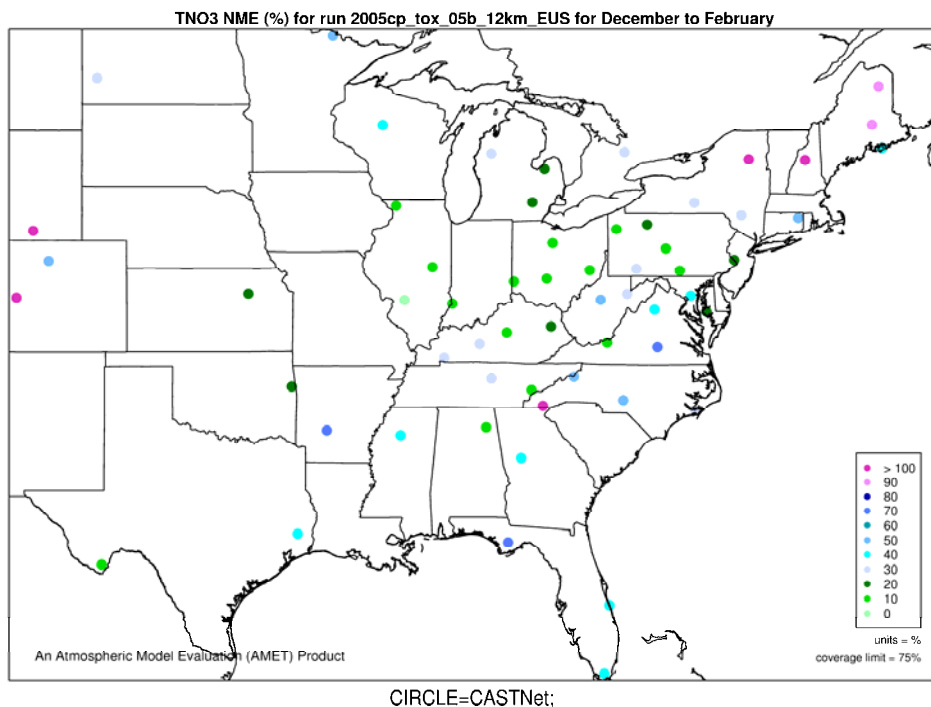 TNO3 NME (%) for run 2005cp_tox_05b_12km_EUS for December to February
> 100
90
80
70
60
50
40
30
20
10
0
units = %
coverage limit = 75%
An Atmospheric Model Evaluation (AMET) Product
CIRCLE=CASTNet;